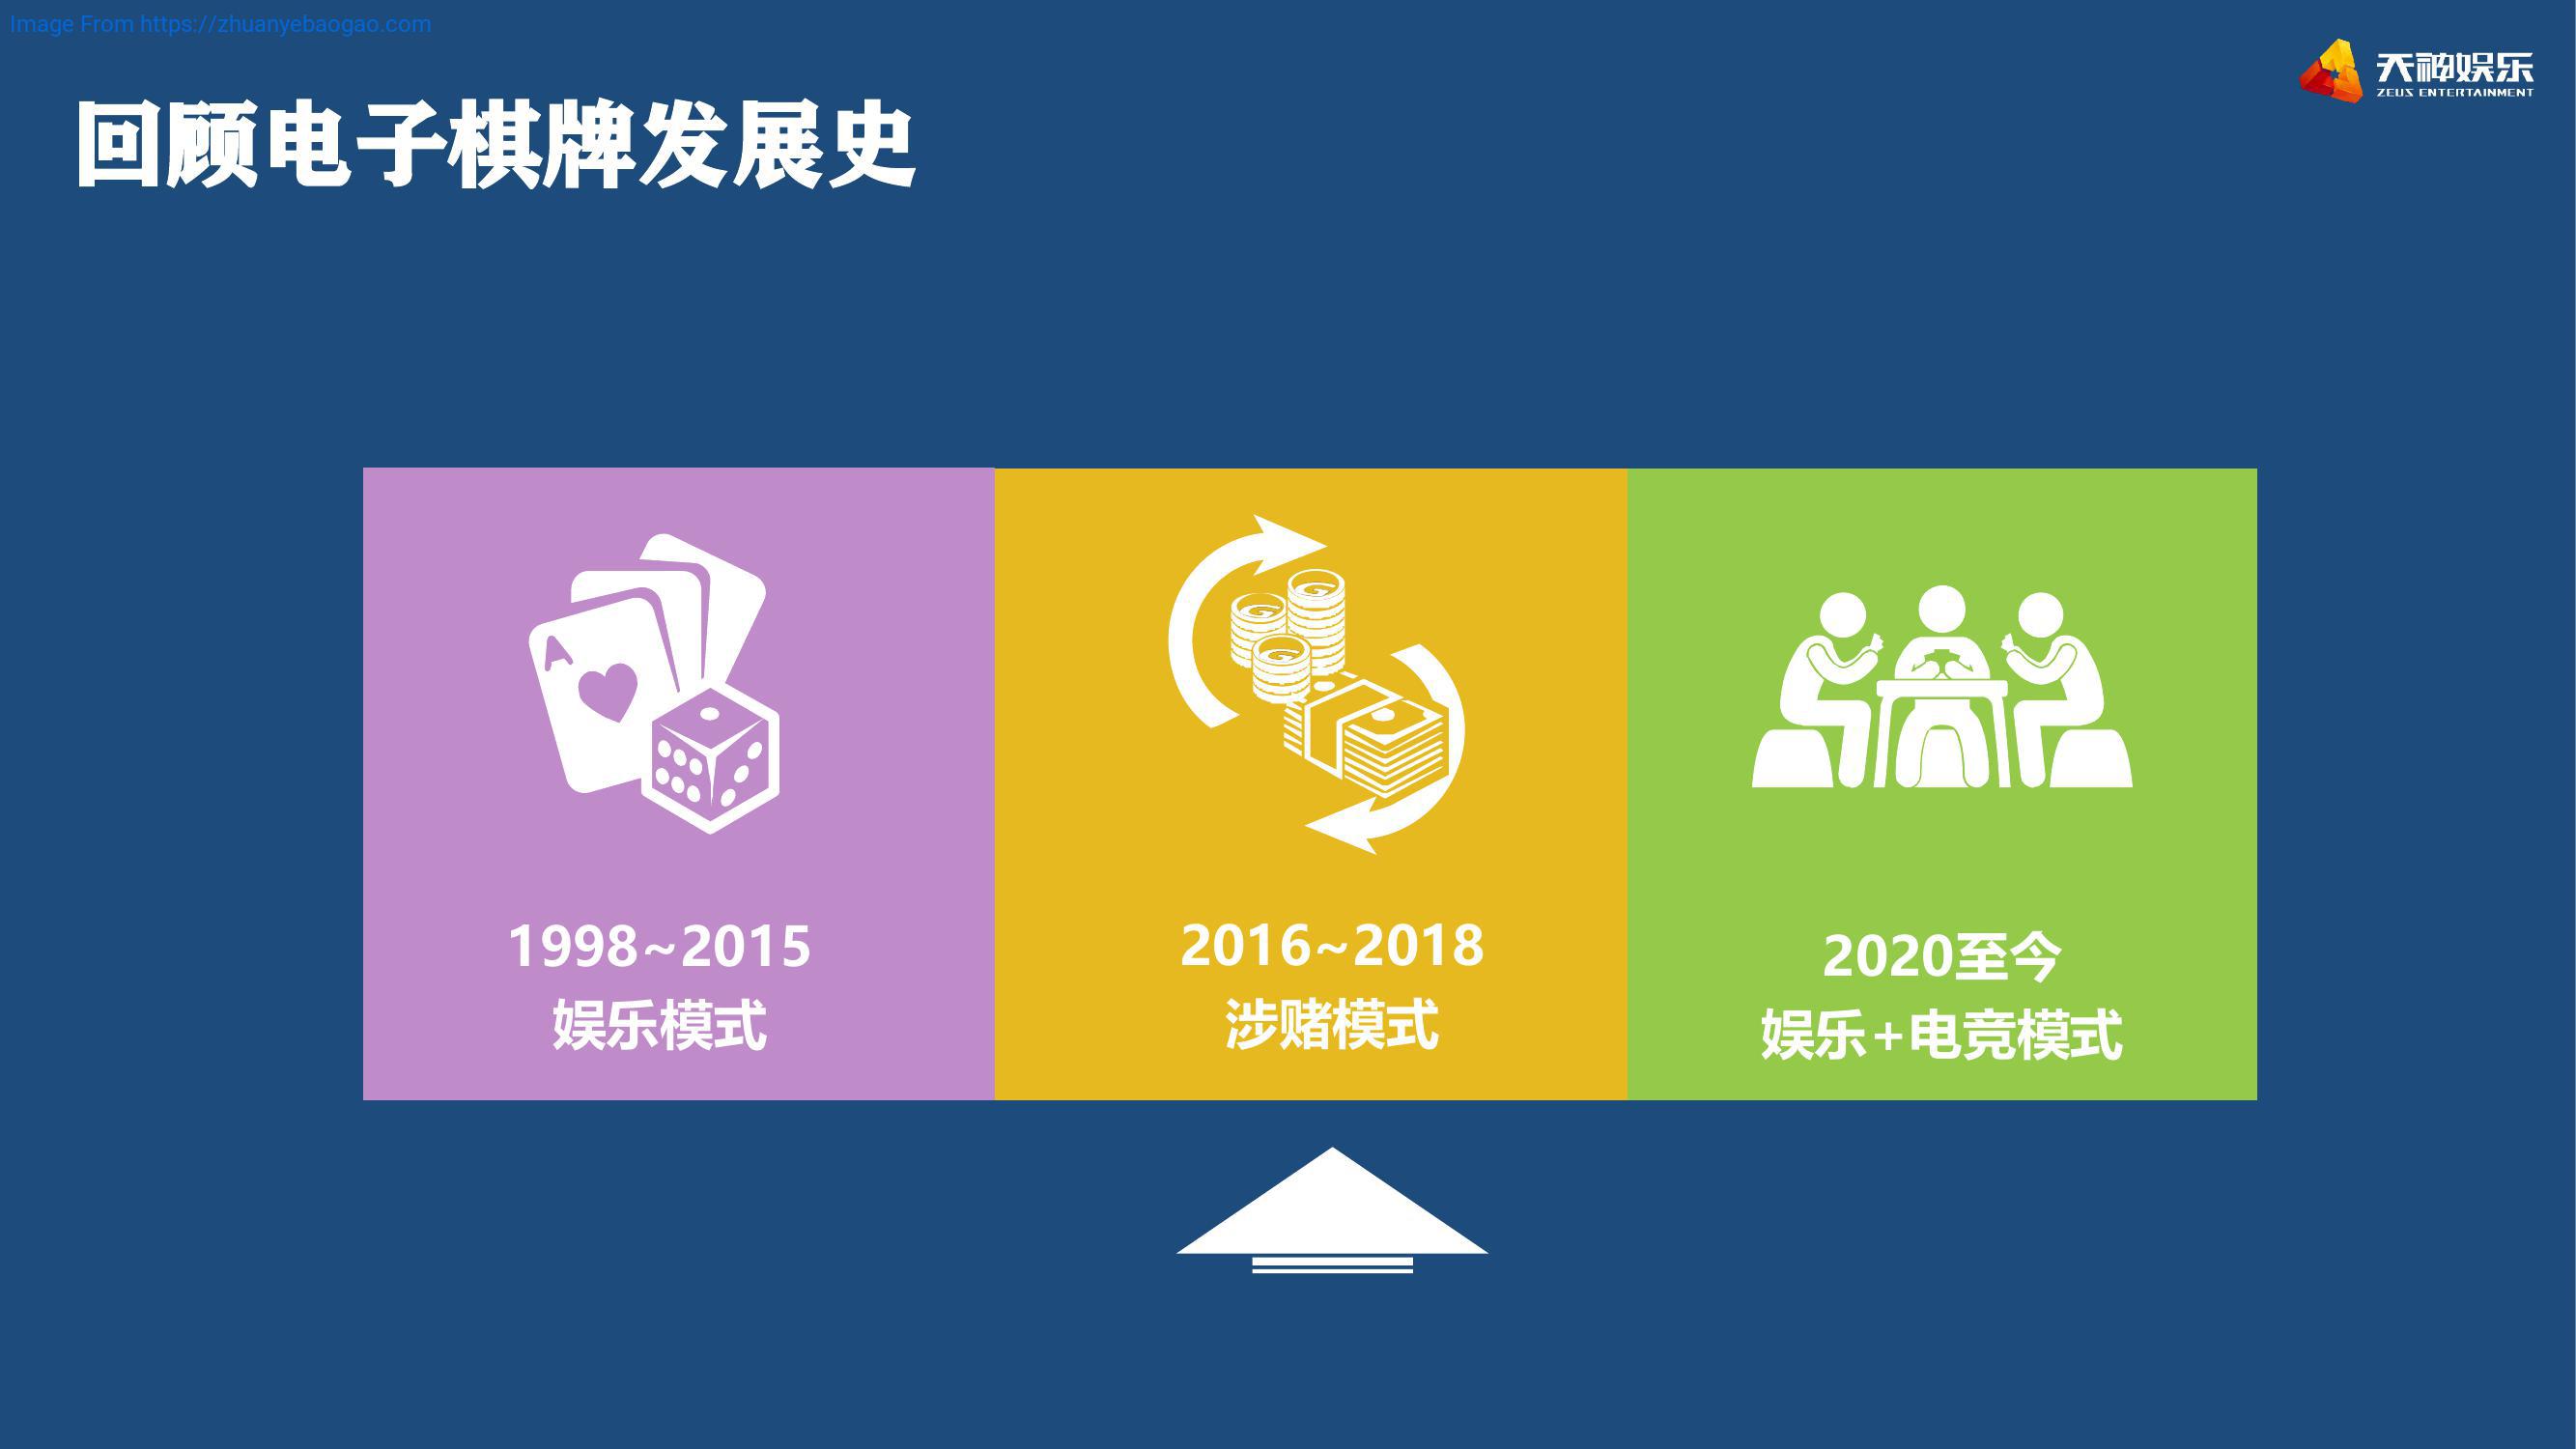 Image From https://zhuanyebaogao.com
天神娱乐
ZEUS ENTERTAINMENT
回顾电子棋牌发展史
A
1998~2015
娱乐模式
2016~2018
涉赌模式
2020至今
娱乐+电竞模式